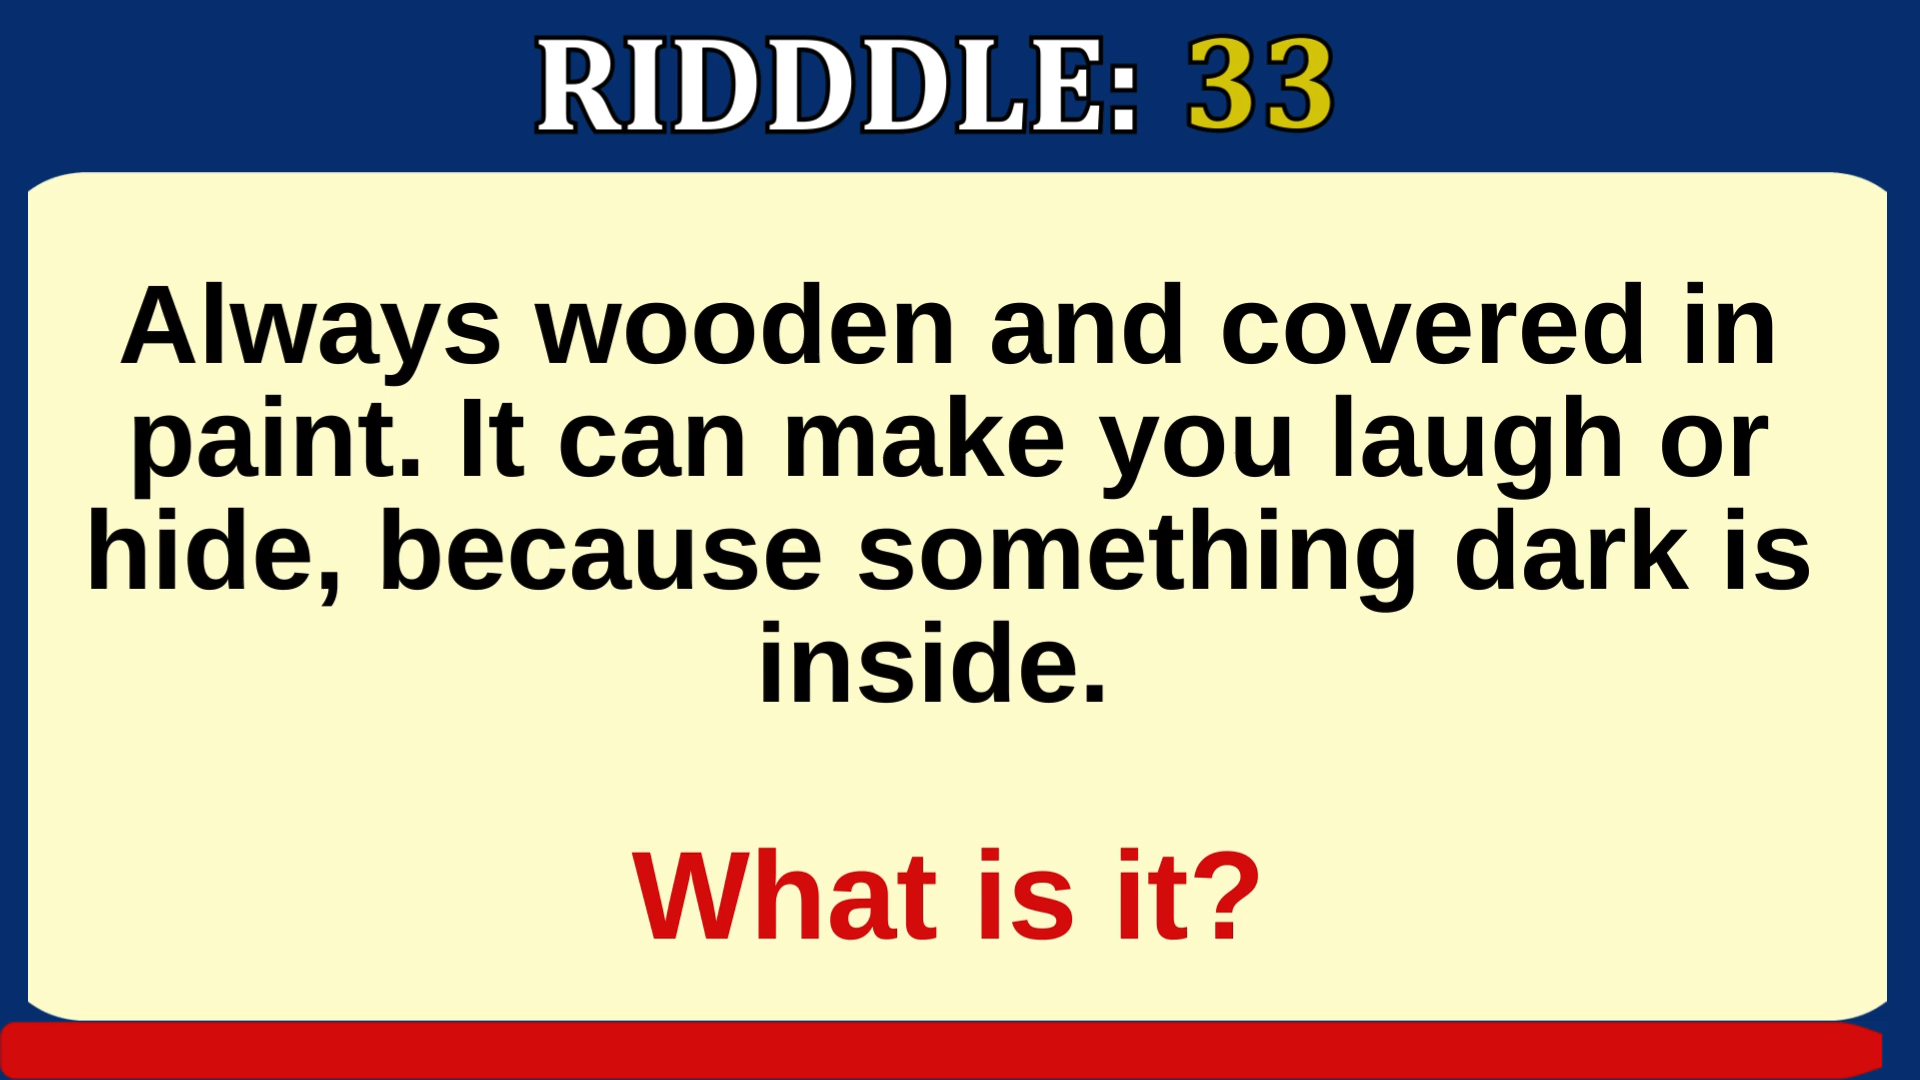 RIDDDLE: 33
Always wooden and covered in
paint. It can make you laugh or
hide, because something dark is
inside.
What is it?